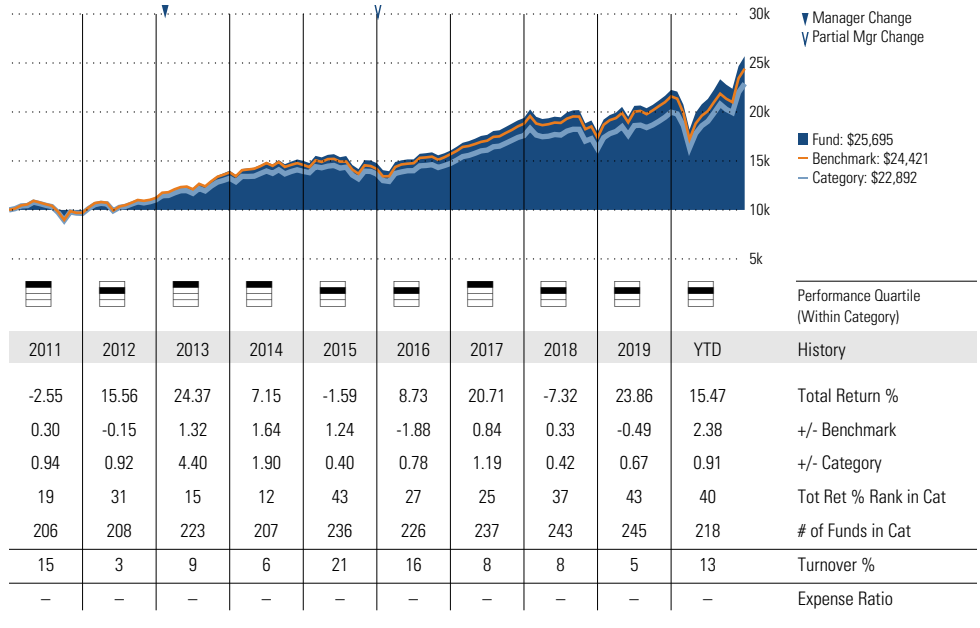 30k
▼ Manager Change
∨ Partial Mgr Change
25k
20k
Fund: $25,695
Benchmark: $24,421
Category: $22,892
15k
10k
5k
Performance Quartile
(Within Category)
2011 2012 2013 2014 2015 2016 2017 2018 2019 YTD History
-2.55 15.56 24.37 7.15 -1.59 8.73 20.71 -7.32 23.86 15.47 Total Return %
0.30 -0.15 1.32 1.64 1.24 -1.88 0.84 0.33 -0.49 2.38 +/- Benchmark
0.94 0.92 4.40 1.90 0.40 0.78 1.19 0.42 0.67 0.91 +/- Category
19 31 15 12 43 27 25 37 43 40 Tot Ret % Rank in Cat
206 208 223 207 236 226 237 243 245 218 # of Funds in Cat
15 3 9 6 21 16 8 8 5 13 Turnover %
– – – – – – – – – – Expense Ratio